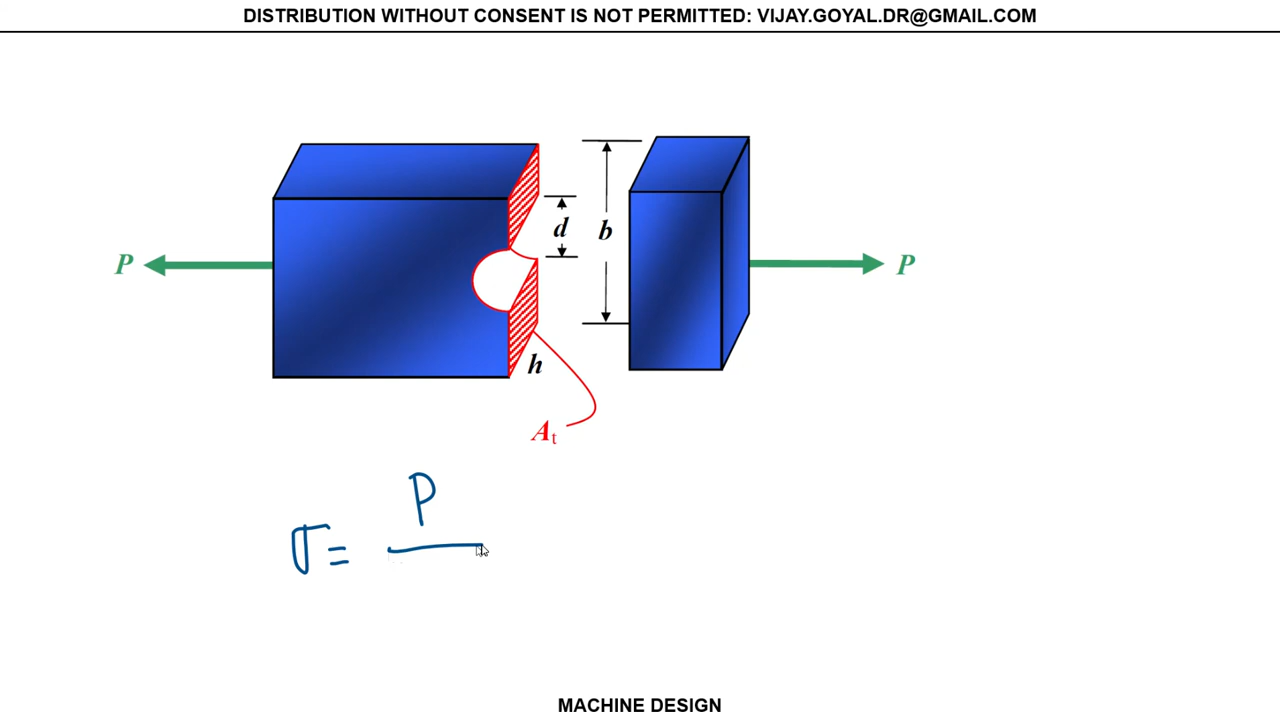 DISTRIBUTION WITHOUT CONSENT IS NOT PERMITTED: VIJAY.GOYAL.DR@GMAIL.COM
P
d
b
P
h
At
P
σ =
MACHINE DESIGN